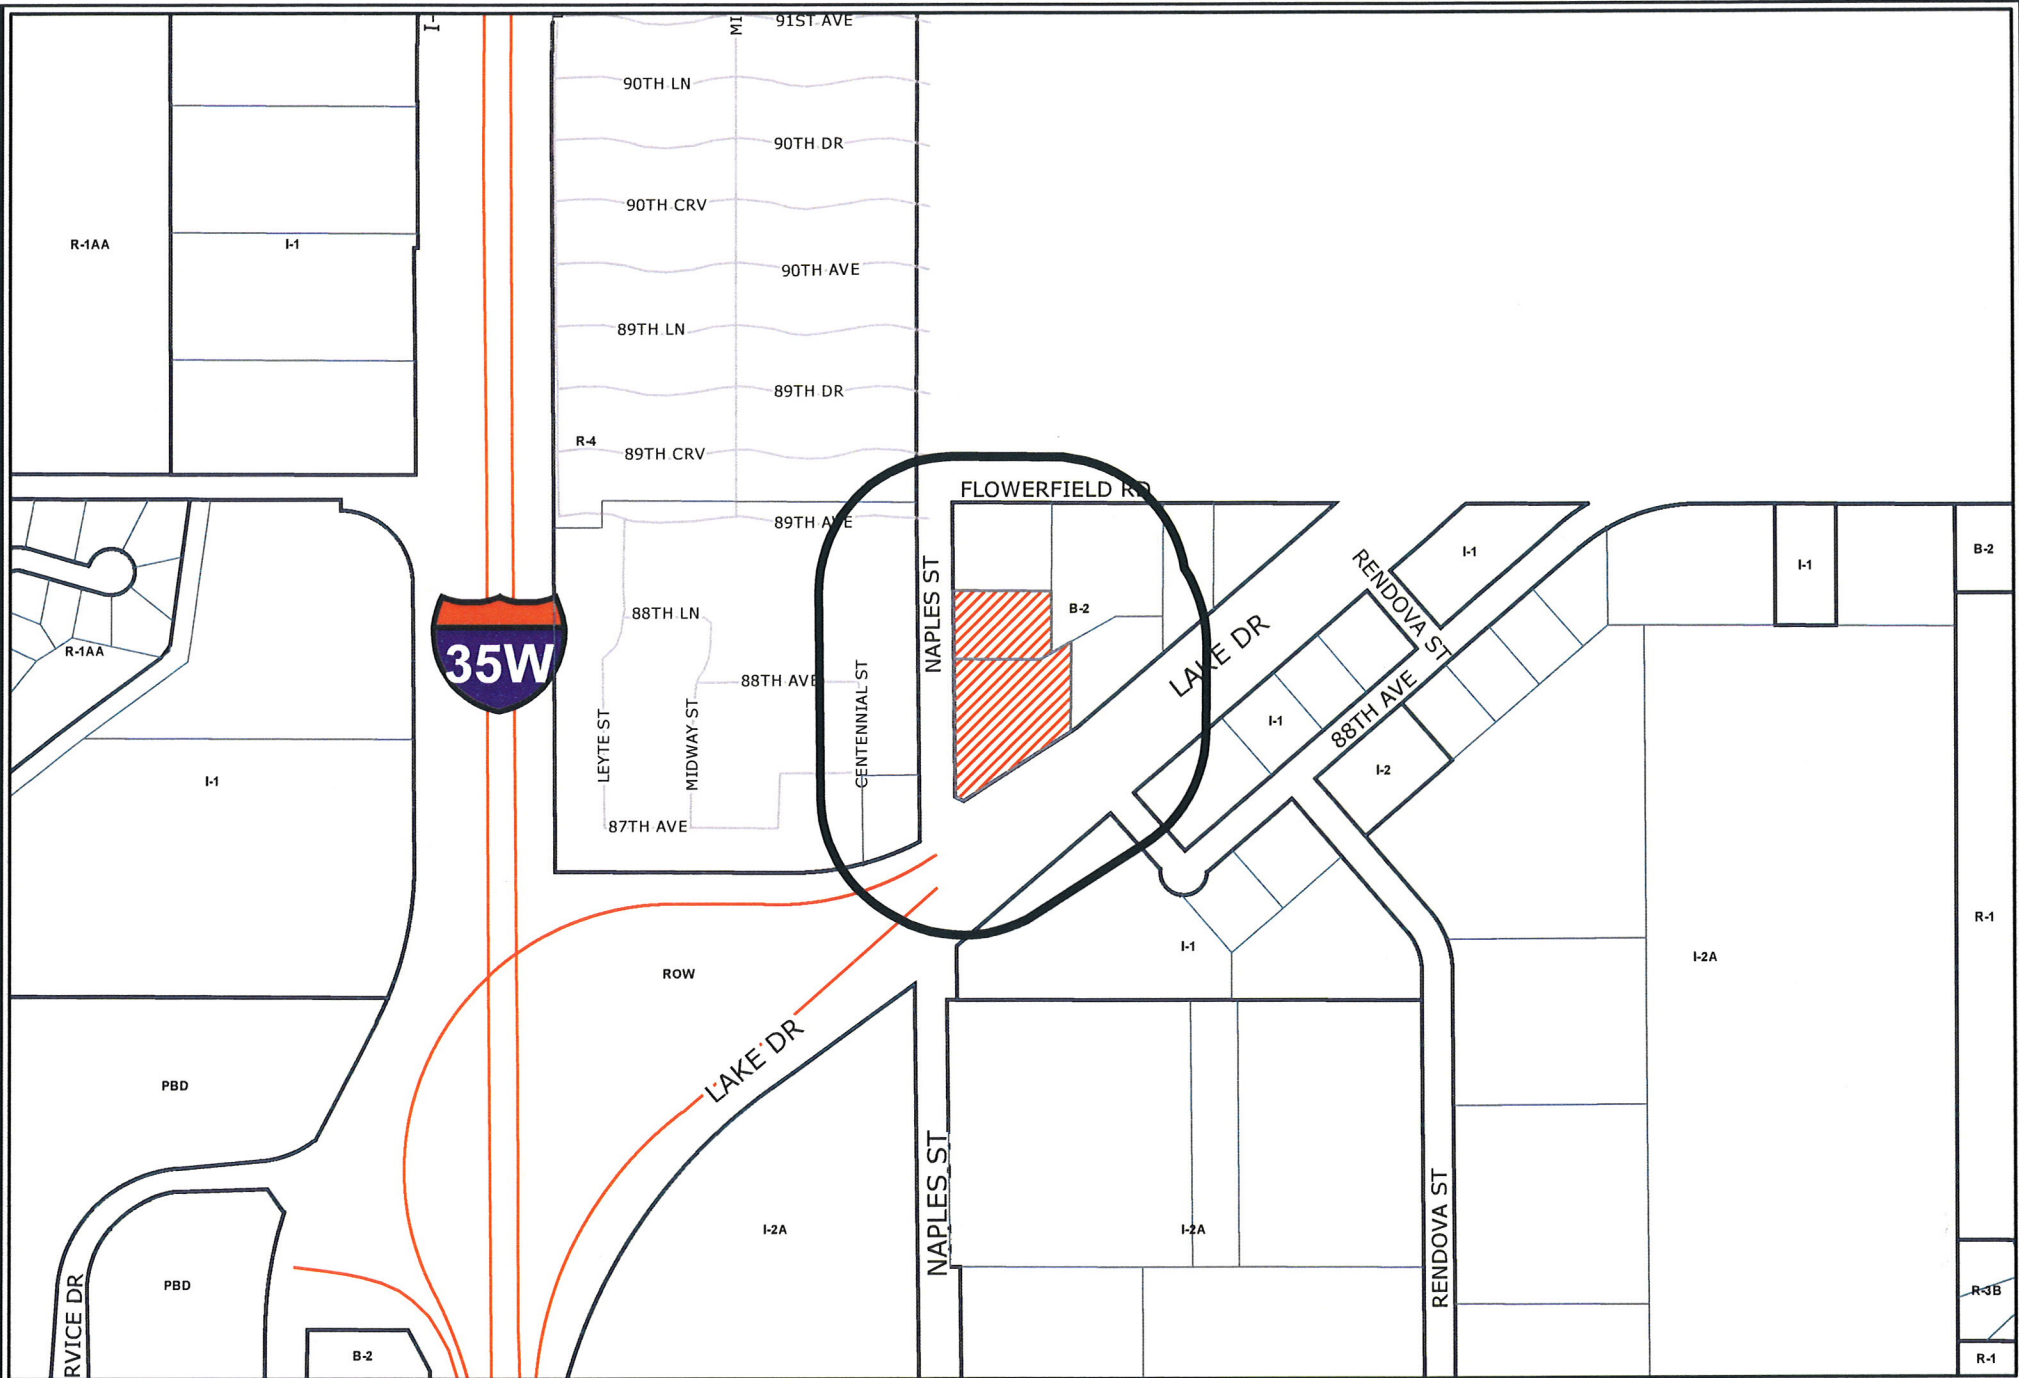 I-
MI
91ST AVE
90TH LN
90TH DR
90TH CRV
R-1AA
I-1
90TH AVE
89TH LN
89TH DR
R-4
89TH CRV
FLOWERFIELD RD
89TH AVE
NAPLES ST
RENDOVA ST
I-1
I-1
B-2
B-2
88TH LN
LAKE DR
R-1AA
35W
88TH AVE
CENTENNIAL ST
LEYTE ST
MIDWAY ST
I-1
88TH AVE
I-2
I-1
87TH AVE
R-1
I-1
I-2A
ROW
LAKE DR
PBD
NAPLES ST
I-2A
I-2A
RENDOVA ST
PBD
RVICE DR
R-3B
B-2
R-1